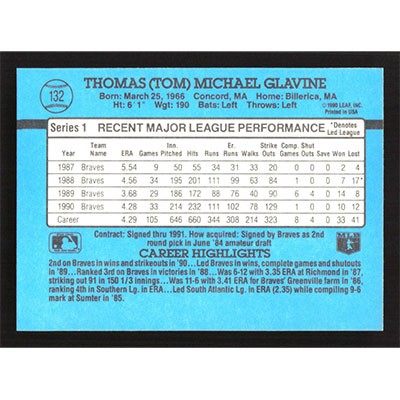 132
THOMAS (TOM) MICHAEL GLAVINE
Born: March 25, 1966 Concord, MA Home: Billerica, MA
Ht: 6' 1" Wgt: 190 Bats: Left Throws: Left
©1990 LEAF, INC.
Printed in USA
Series 1 RECENT MAJOR LEAGUE PERFORMANCE *Denotes Led League
Year Team Name ERA Games Inn. Pitched Hits Runs Er. Runs Walks Strike Outs Comp. Games Shut Outs Save Won Lost
1987 Braves 5.54 9 50 55 34 31 33 20 0 0 0 2 4
1988 Braves 4.56 34 195 201 111 99 63 84 1 0 0 7 17*
1989 Braves 3.68 29 186 172 88 76 40 90 6 4 0 14 8
1990 Braves 4.28 33 214 232 111 102 78 129 1 0 0 10 12
Career 4.29 105 646 660 344 308 214 323 8 4 0 33 41
Contract: Signed thru 1991. How acquired: Signed by Braves as 2nd
round pick in June '84 amateur draft
MLB
CAREER HIGHLIGHTS
2nd on Braves in wins and strikeouts in '90... Led Braves in wins, complete games and shutouts
in '89... Ranked 3rd on Braves in victories in '88... Was 6-12 with 3.35 ERA at Richmond in '87,
striking out 91 in 150 1/3 innings... Was 11-6 with 3.41 ERA for Braves' Greenville farm in '86,
ranking 4th in Southern Lg. in ERA... Led South Atlantic Lg. in ERA (2.35) while compiling 9-6
mark at Sumter in '85.